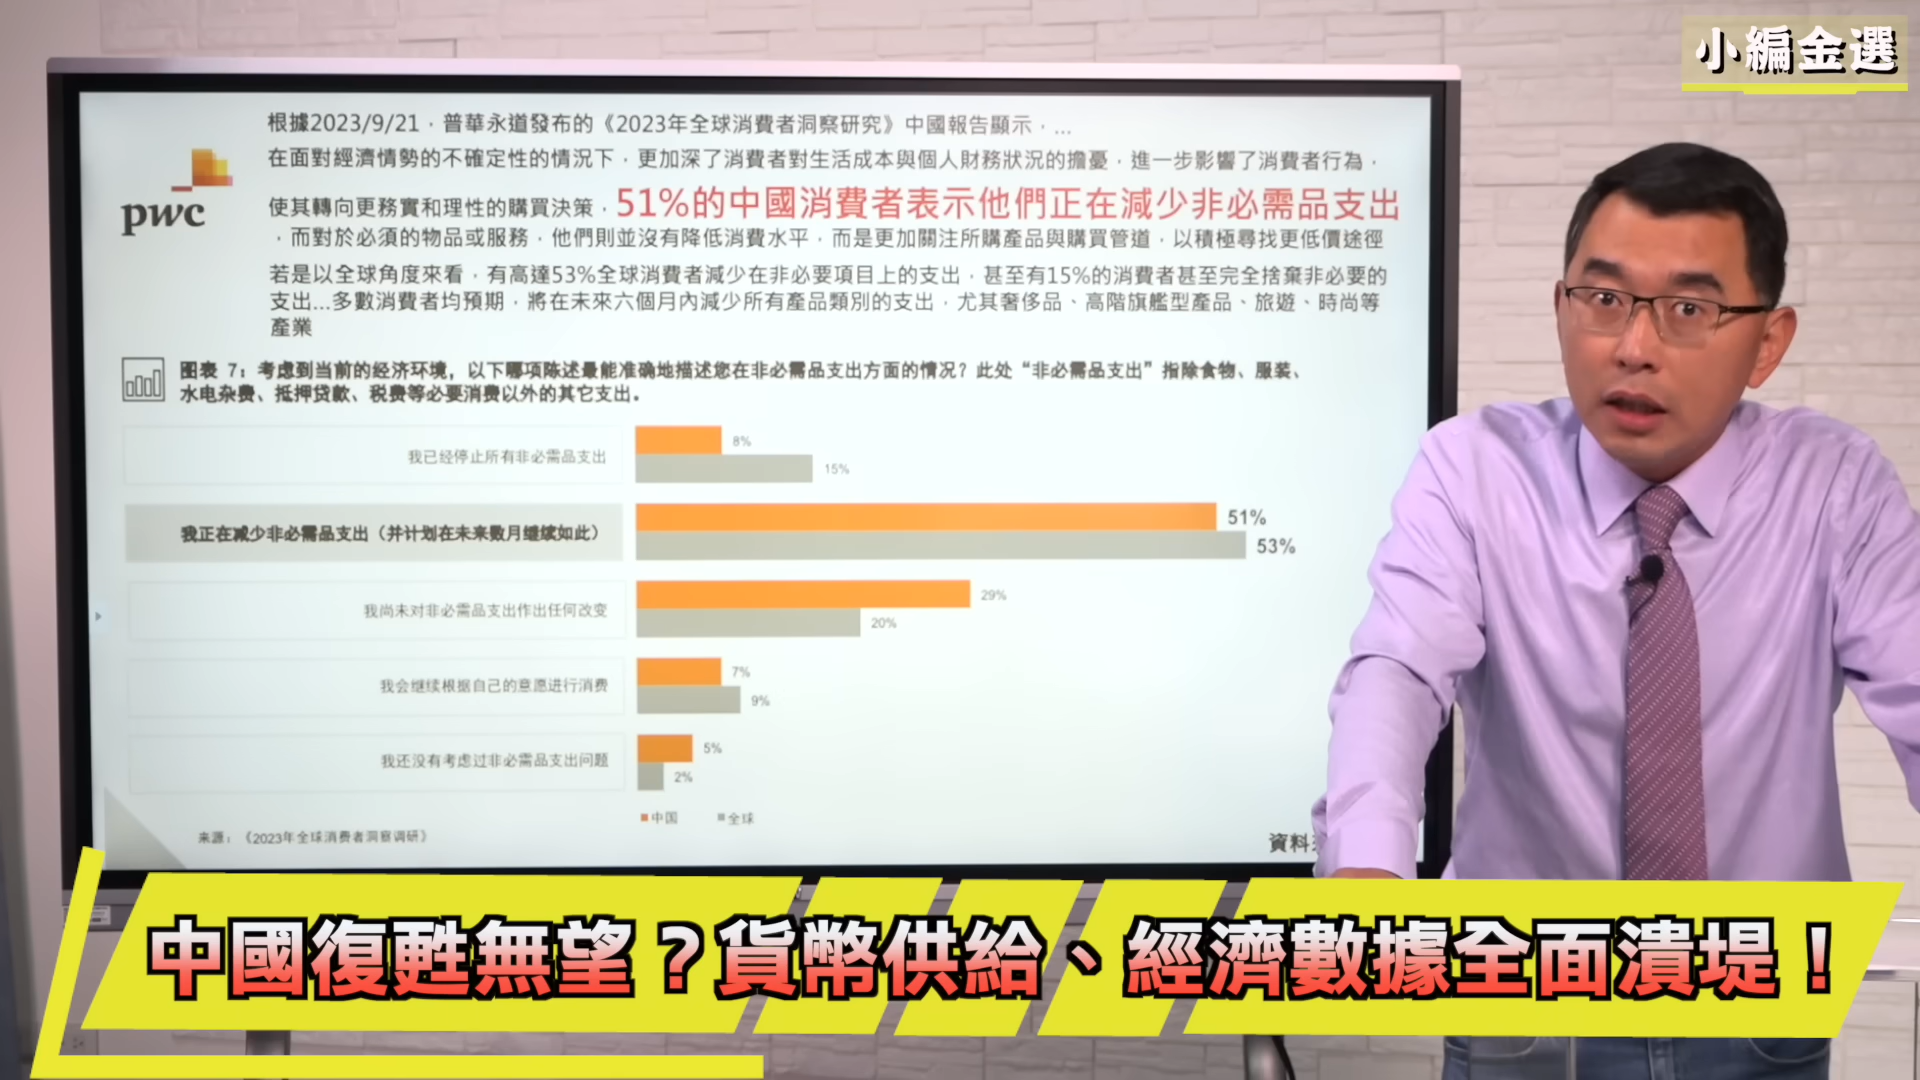 小編金選
根據2023/9/21，普華永道發布的《2023年全球消費者洞察研究》中國報告顯示，...
在面對經濟情勢的不確定性的情況下，更加深了消費者對生活成本與個人財務狀況的擔憂，進一步影響了消費者行為，
使其轉向更務實和理性的購買決策，51%的中國消費者表示他們正在減少非必需品支出
，而對於必須的物品或服務，他們則並沒有降低消費水平，而是更加關注所購產品與購買管道，以積極尋找更低價途徑
若是以全球角度來看，有高達53%全球消費者減少在非必要項目上的支出，甚至有15%的消費者甚至完全捨棄非必要的
支出...多數消費者均預期，將在未來六個月內減少所有產品類別的支出，尤其奢侈品、高階旗艦型產品、旅遊、時尚等
產業
pwc
图表 7：考虑到当前的经济环境，以下哪项陈述最能准确地描述您在非必需品支出方面的情况？此处“非必需品支出”指除食物、服装、
水电杂费、抵押贷款、税费等必要消费以外的其它支出。
我已经停止所有非必需品支出
8%
15%
我正在减少非必需品支出（并计划在未来数月继续如此）
51%
53%
我尚未对非必需品支出作出任何改变
29%
20%
我会继续根据自己的意愿进行消费
7%
9%
我还没有考虑过非必需品支出问题
5%
2%
中国 全球
来源：《2023年全球消费者洞察调研》
資料
中國復甦無望？貨幣供給、經濟數據全面潰堤！